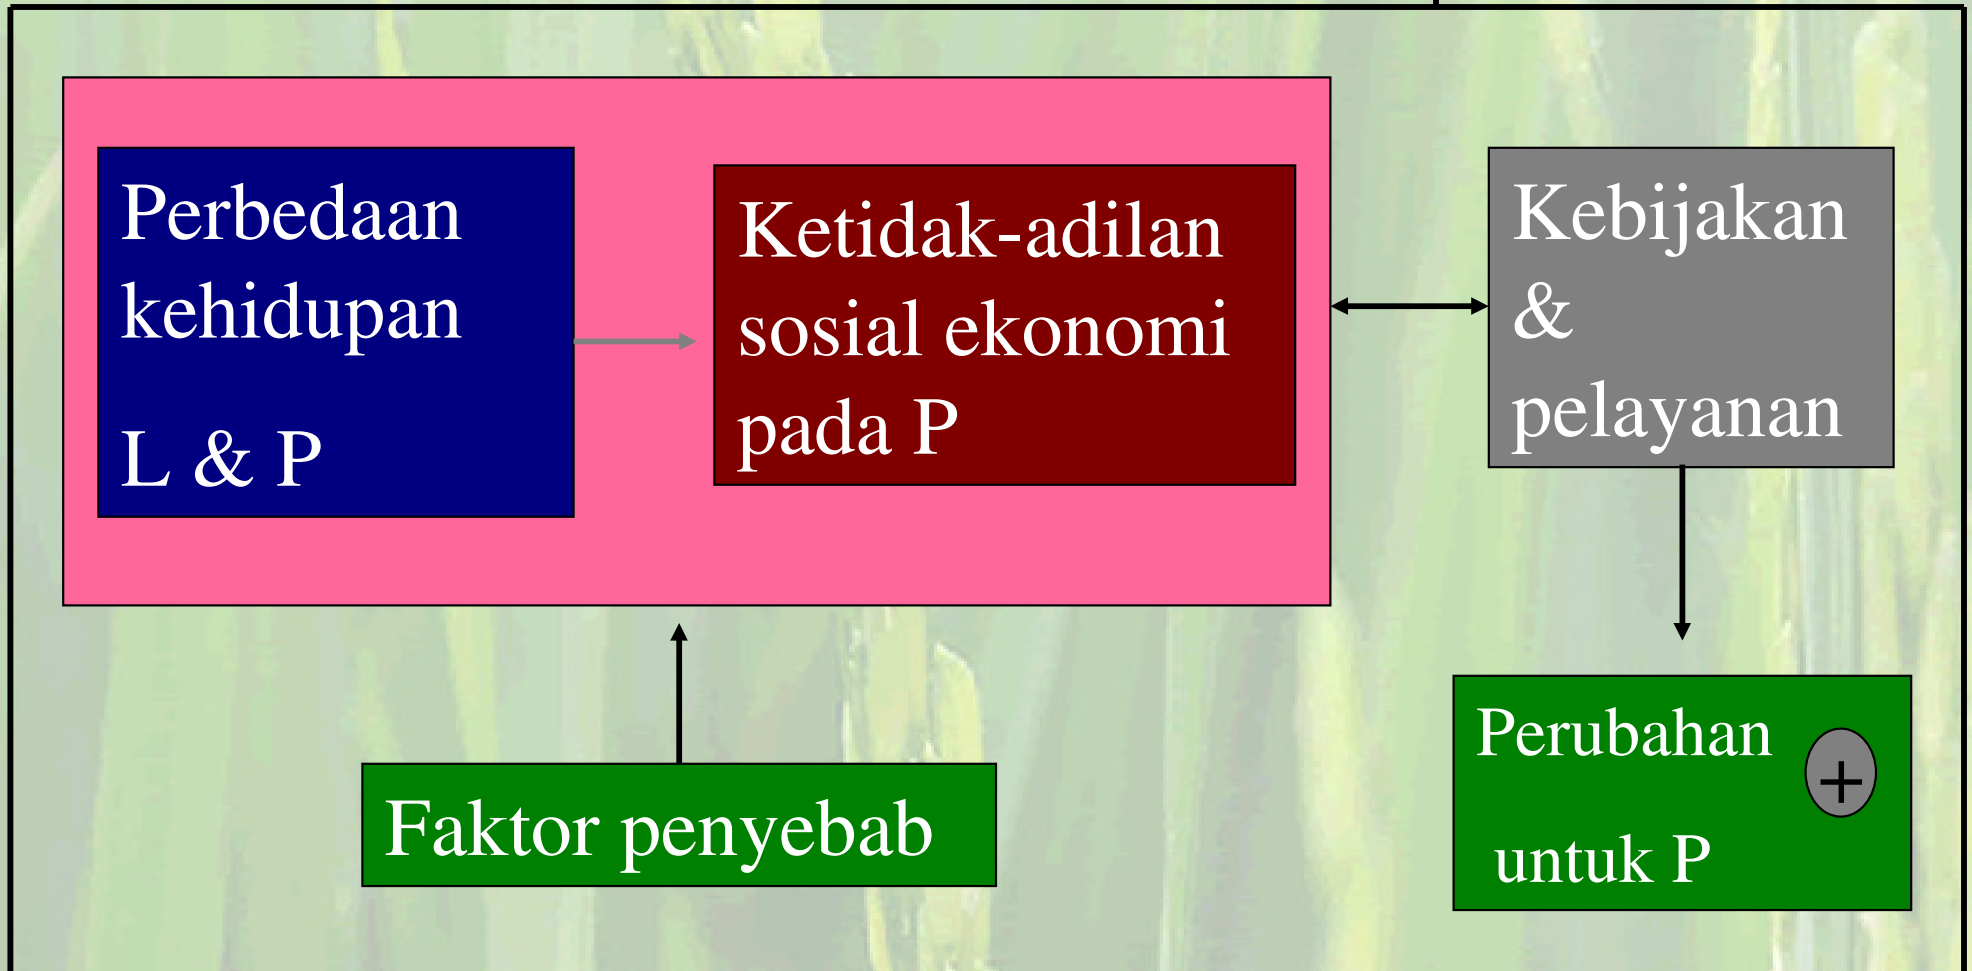 Perbedaan
kehidupan
L & P
Ketidak-adilan
sosial ekonomi
pada P
Kebijakan
&
pelayanan
Faktor penyebab
Perubahan
+
untuk P